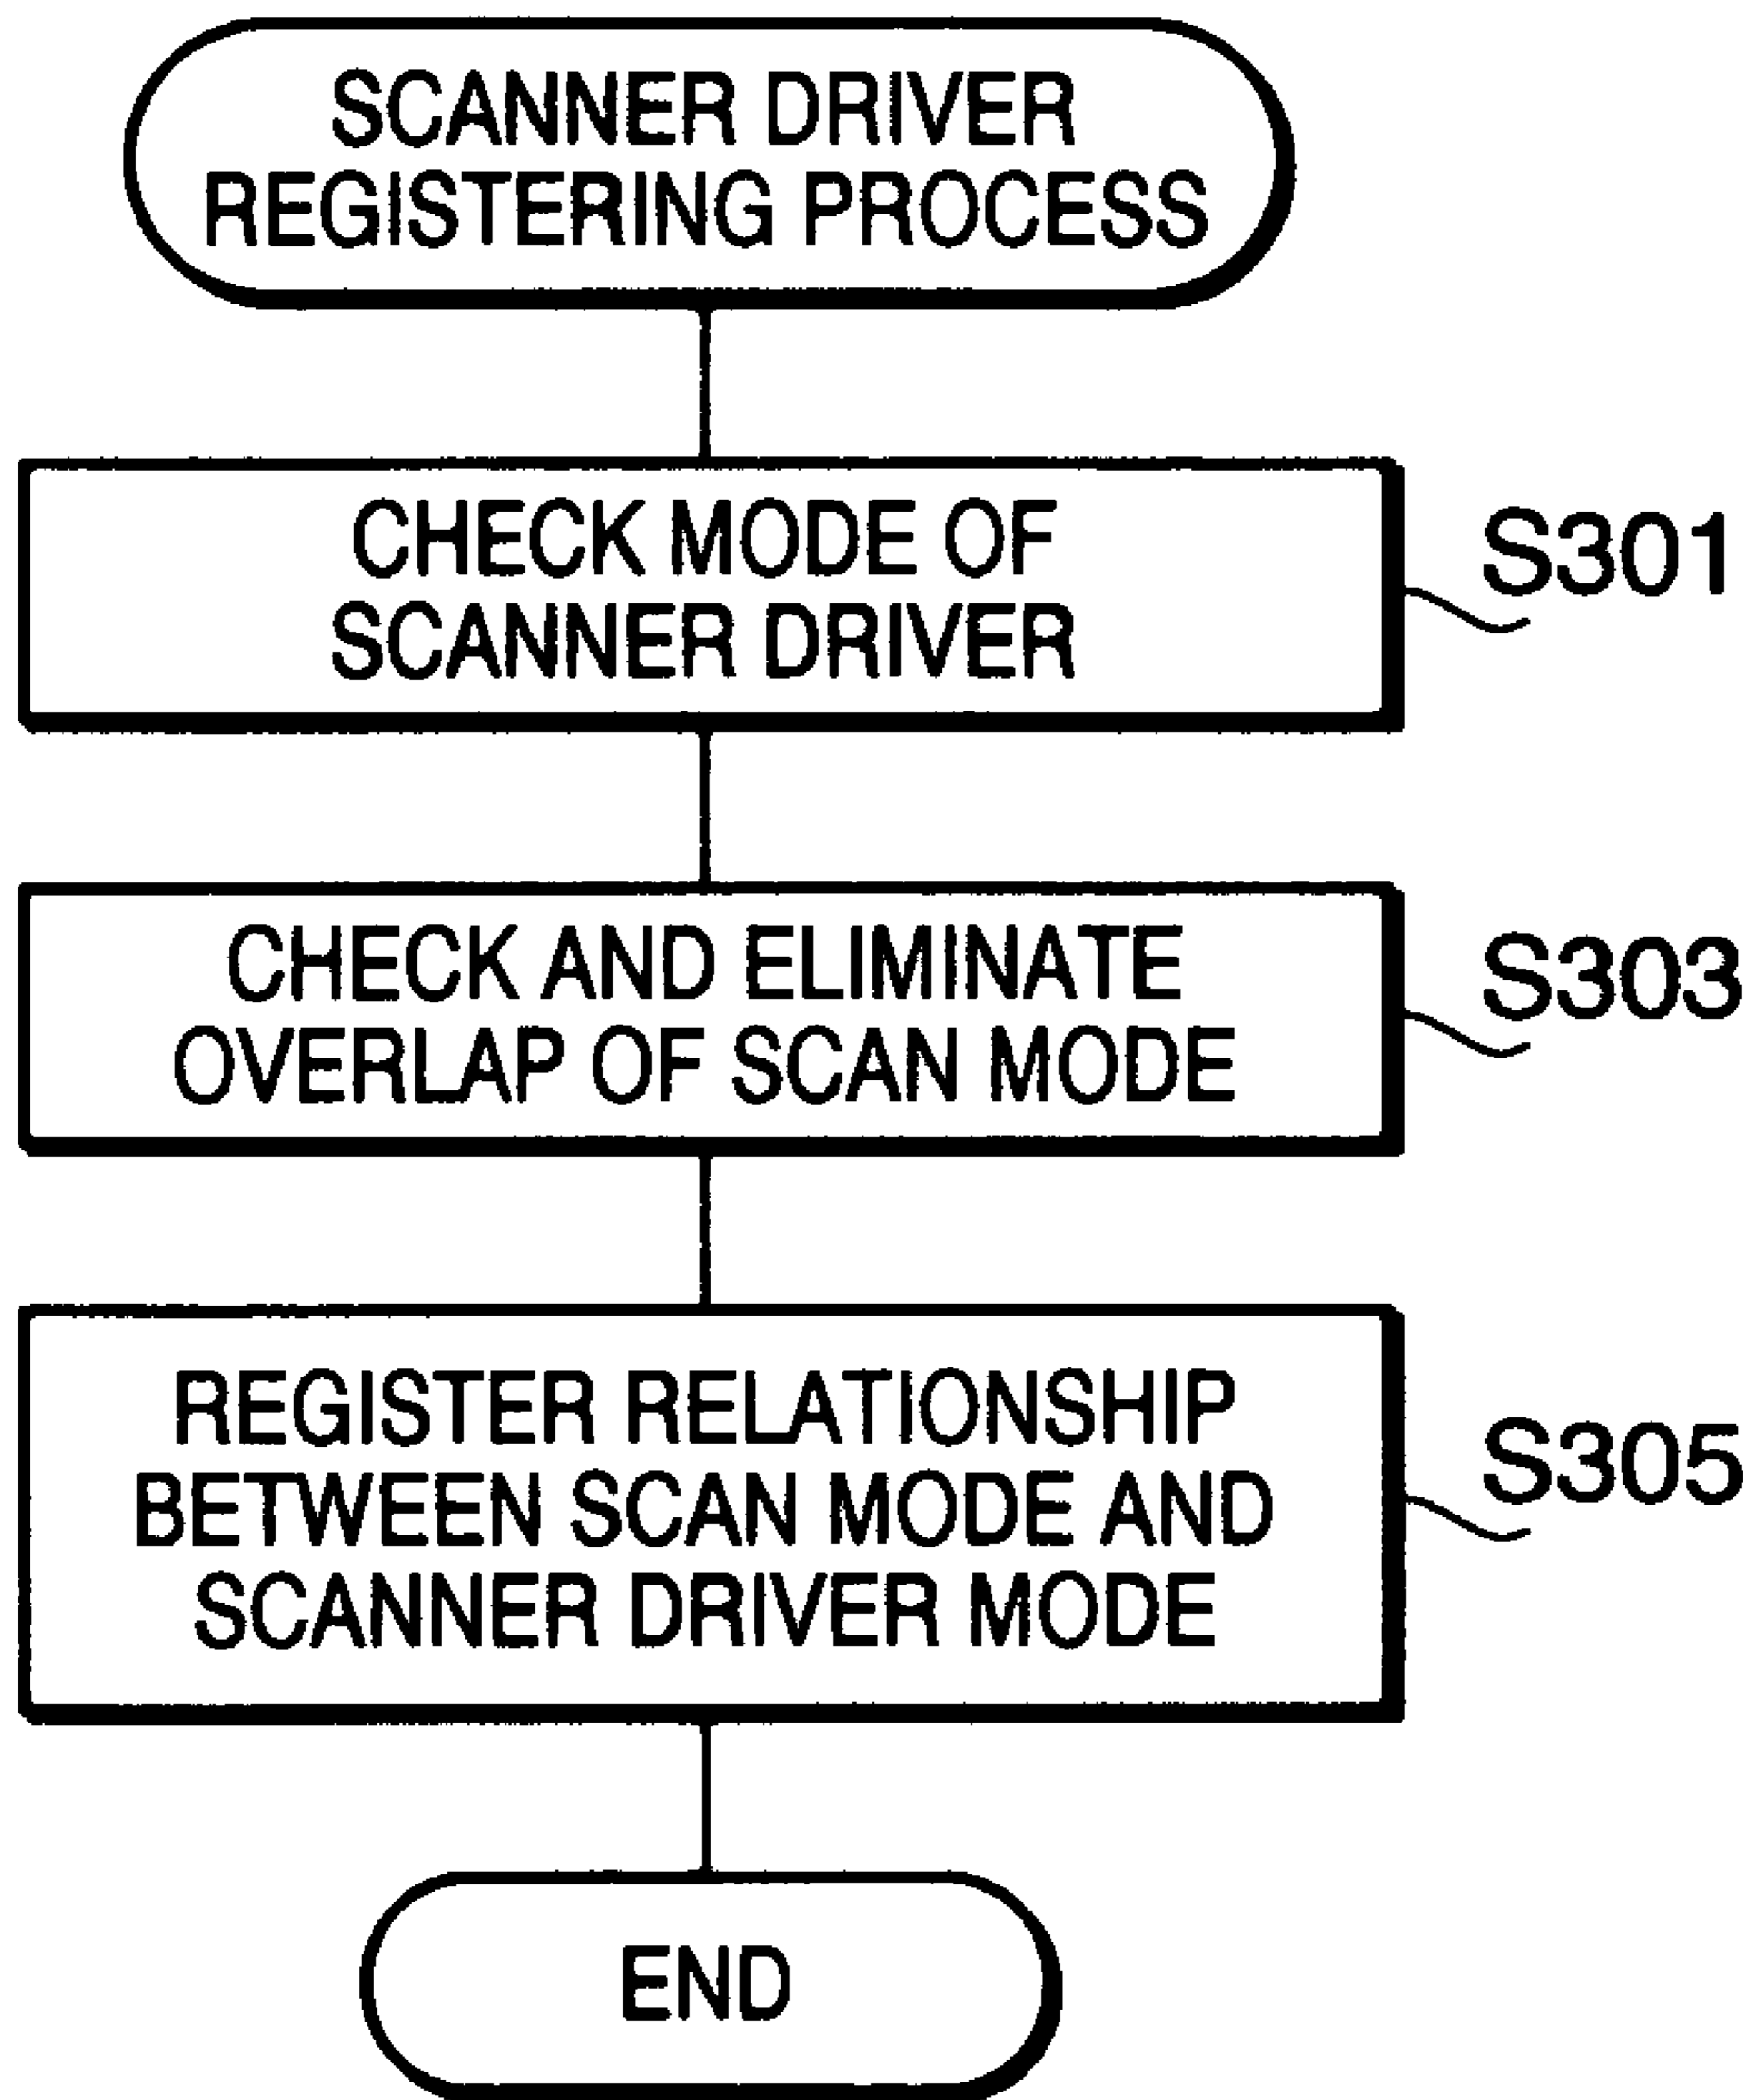 SCANNER DRIVER
REGISTERING PROCESS
CHECK MODE OF
SCANNER DRIVER
S301
CHECK AND ELIMINATE
OVERLAP OF SCAN MODE
S303
REGISTER RELATIONSHIP
BETWEEN SCAN MODE AND
SCANNER DRIVER MODE
S305
END